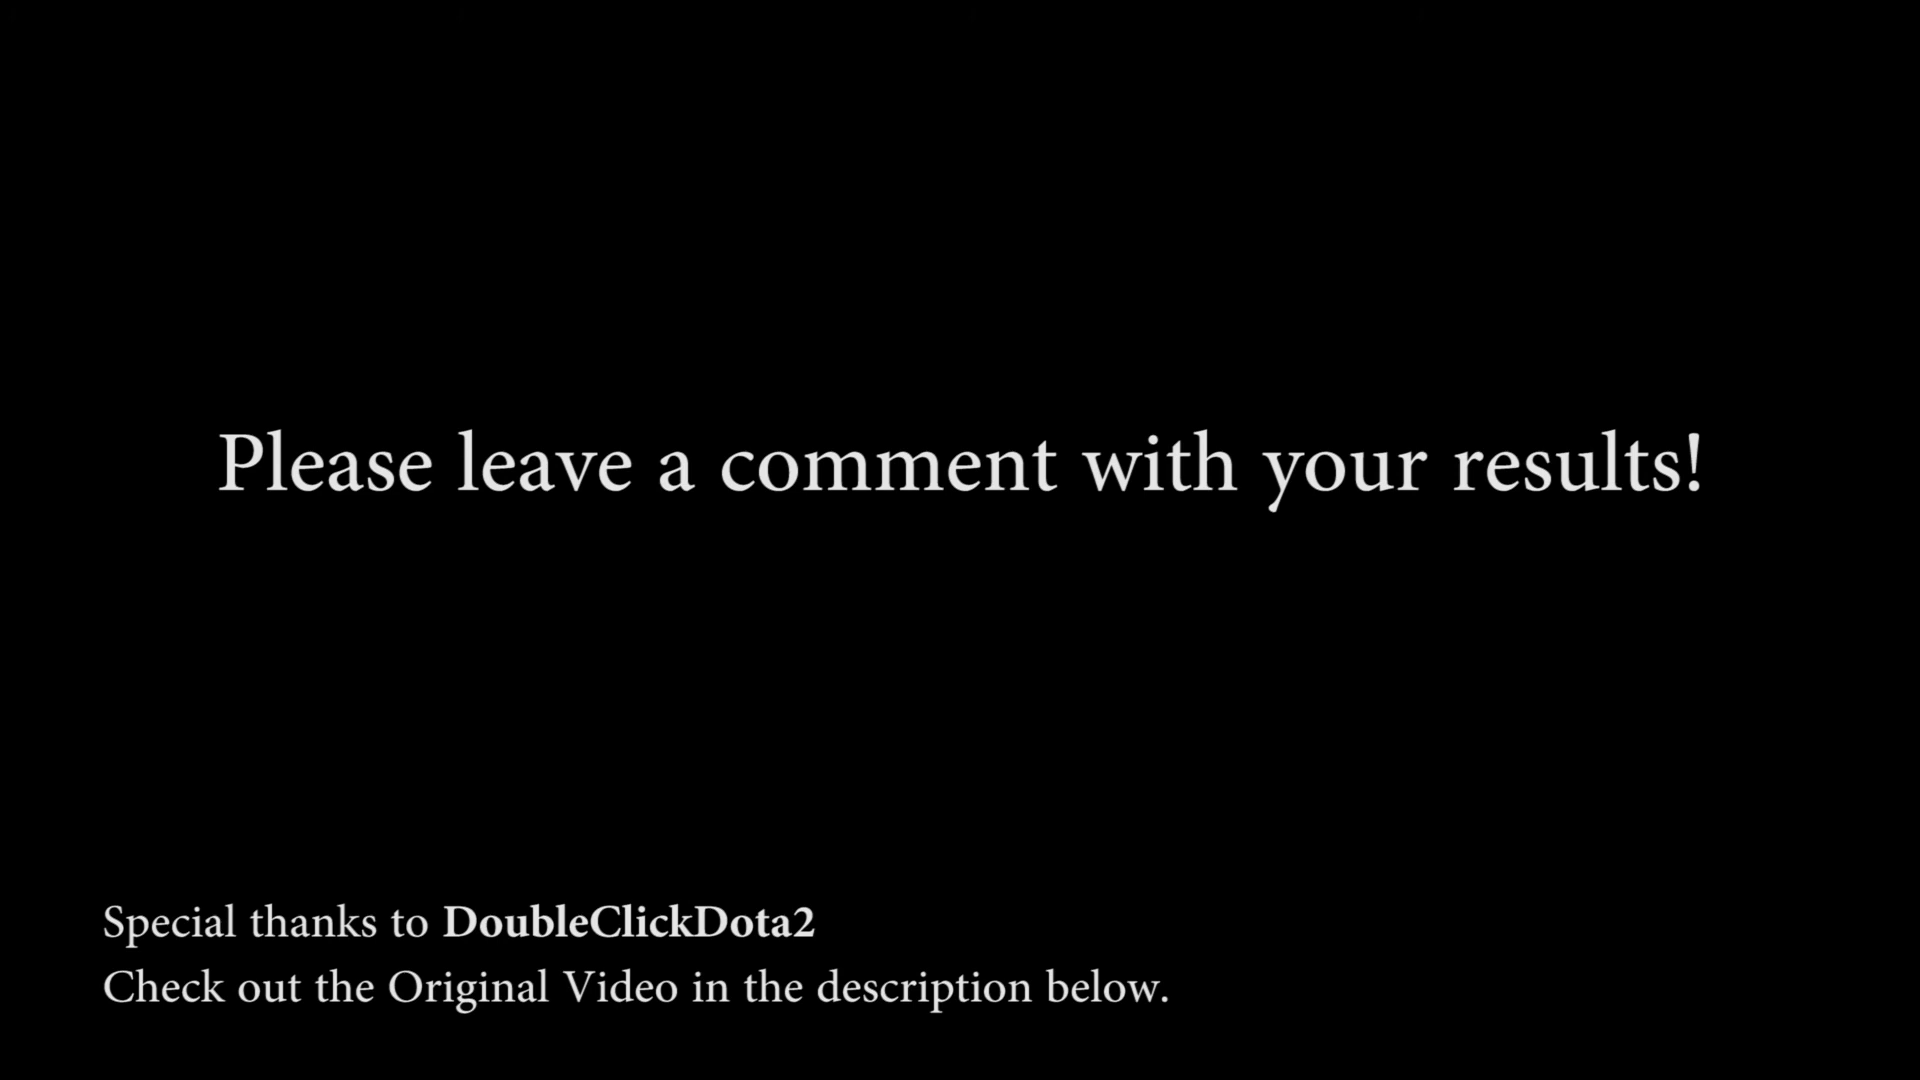 Please leave a comment with your results!
Special thanks to DoubleClickDota2
Check out the Original Video in the description below.